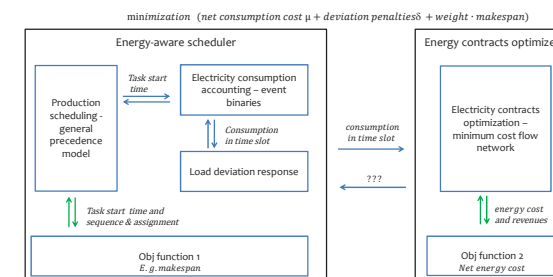 minimization (net consumption cost μ + deviation penaltiesδ + weight · makespan)
Energy-aware scheduler
Production
scheduling -
general
precedence
model
Task start
time
Electricity consumption
accounting – event
binaries
Consumption
in time slot
Load deviation response
Task start time and
sequence & assignment
Obj function 1
E. g. makespan
consumption
in time slot
???
Energy contracts optimize
Electricity contracts
optimization –
minimum cost flow
network
energy cost
and revenues
Obj function 2
Net energy cost